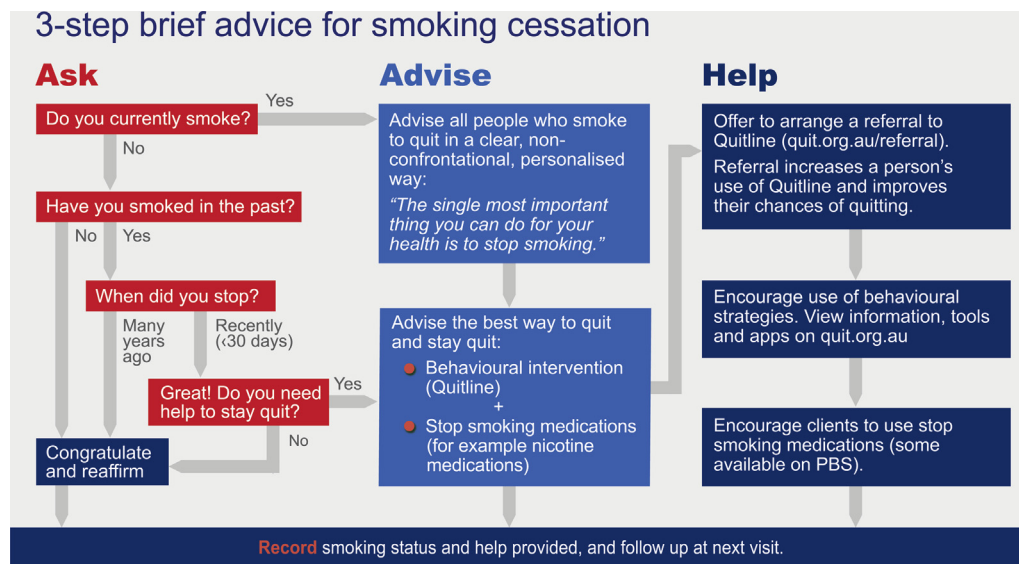 3-step brief advice for smoking cessation
Ask
Do you currently smoke?
Yes
No
Have you smoked in the past?
No
Yes
When did you stop?
Many
years
ago
Recently
(‹30 days)
Great! Do you need
help to stay quit?
Yes
No
Congratulate
and reaffirm
Advise
Advise all people who smoke
to quit in a clear, non-
confrontational, personalised
way:
“The single most important
thing you can do for your
health is to stop smoking.”
Advise the best way to quit
and stay quit:
Behavioural intervention
(Quitline)
+
Stop smoking medications
(for example nicotine
medications)
Help
Offer to arrange a referral to
Quitline (quit.org.au/referral).
Referral increases a person’s
use of Quitline and improves
their chances of quitting.
Encourage use of behavioural
strategies. View information, tools
and apps on quit.org.au
Encourage clients to use stop
smoking medications (some
available on PBS).
Record smoking status and help provided, and follow up at next visit.